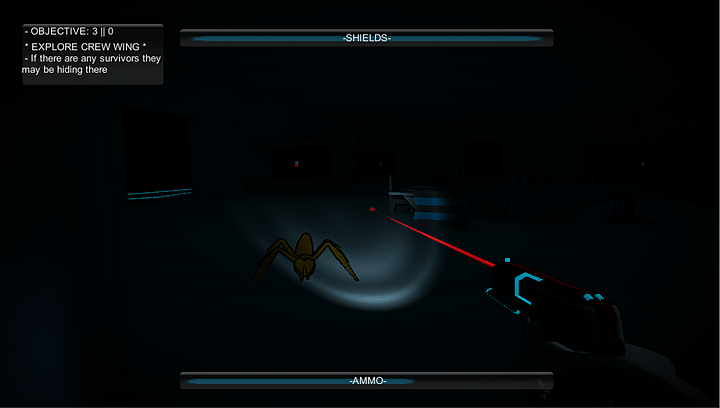 - OBJECTIVE: 3 || 0
* EXPLORE CREW WING *
- If there are any survivors they
may be hiding there
-SHIELDS-
-AMMO-